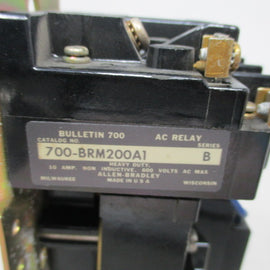 BULLETIN 700 AC RELAY
CATALOG NO. SERIES
700-BRM200A1 B
HEAVY DUTY
10 AMP. NON INDUCTIVE, 600 VOLTS AC MAX
ALLEN-BRADLEY
MILWAUKEE MADE IN U S A WISCONSIN